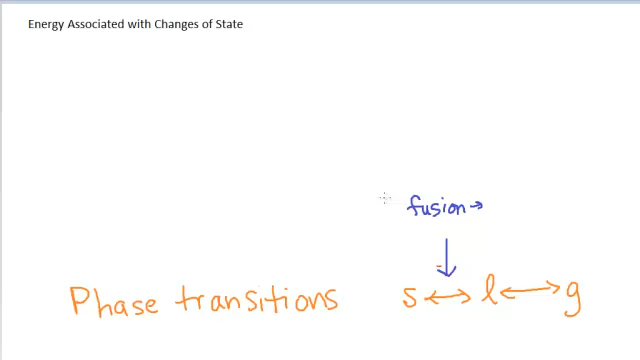 Energy Associated with Changes of State
fusion →
Phase transitions s ↔ l ↔ g